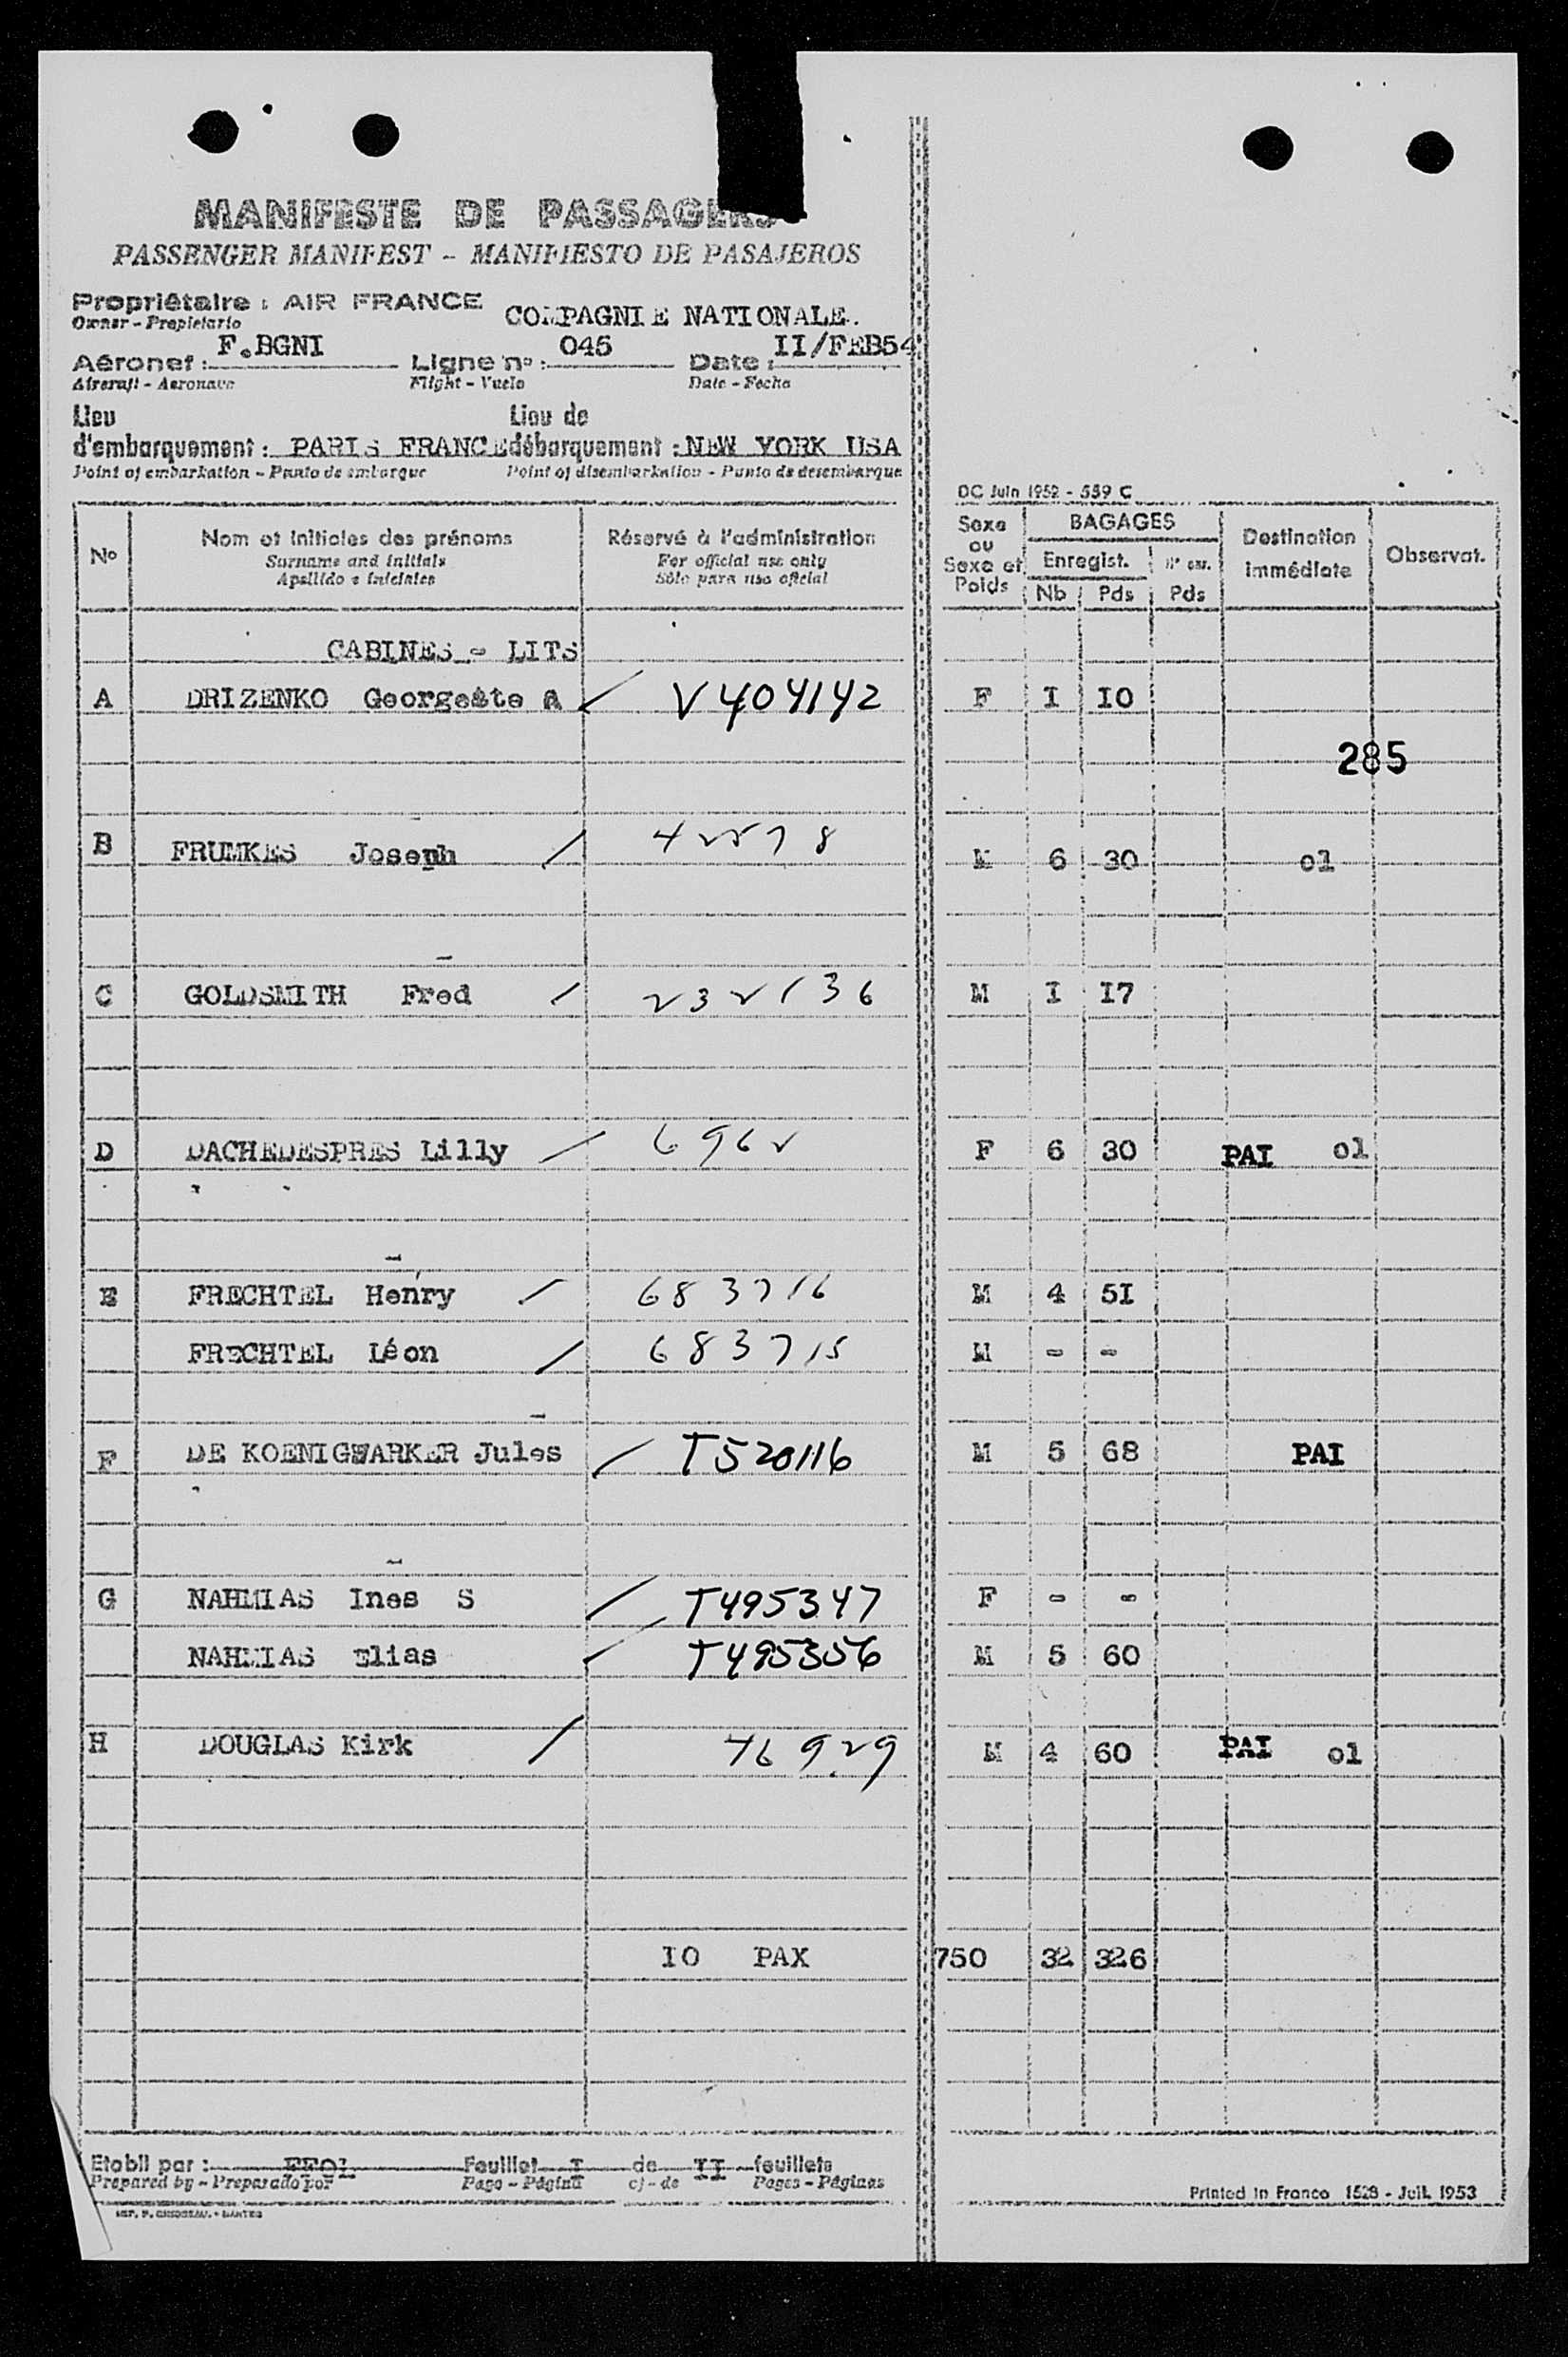 MANIFESTE DE PASSAGERS
PASSENGER MANIFEST - MANIFIESTO DE PASAJEROS
Propriétaire : AIR FRANCE COMPAGNIE NATIONALE.
Owner - Propietario
Aéronef : F.BGNI Ligne n° : 045 Date : II/FEB54
Aircraft - Aeronave Flight - Vuelo Date - Fecha
Lieu Lieu de
d'embarquement : PARIS FRANCE débarquement : NEW YORK USA
Point of embarkation - Punto de embarque Point of disembarkation - Punto de desembarque
DC Juin 1952 - 559 C
N° Nom et initiales des prénoms Réservé à l'administration Sexe ou Sexe et Poids BAGAGES Destination immédiate Observat.
Surname and initials For official use only Enregist.
Apellido e iniciales Sólo para uso oficial Nb Pds Pds
CABINES - LITS
A DRIZENKO Georgette A / V404142 F I IO
285
B FRUMKES Joseph / 42578 M 6 30 ol
C GOLDSMITH Fred / 232136 M I I7
D DACHEDESPRES Lilly / 6962 F 6 30 PAI ol
E FRECHTEL Henry / 683716 M 4 5I
FRECHTEL Léon / 683715 M - -
F DE KOENIGWARKER Jules / T520116 M 5 68 PAI
G NAHMIAS Ines S / T495347 F - -
NAHMIAS Elias / T495356 M 5 60
H DOUGLAS Kirk / 46929 M 4 60 PAI ol
IO PAX 750 32 326
Etabli par : Feuillet I de II feuillets
Prepared by - Preparado por Page - Página of - de Pages - Páginas
Printed in France 1528 - Juil. 1953